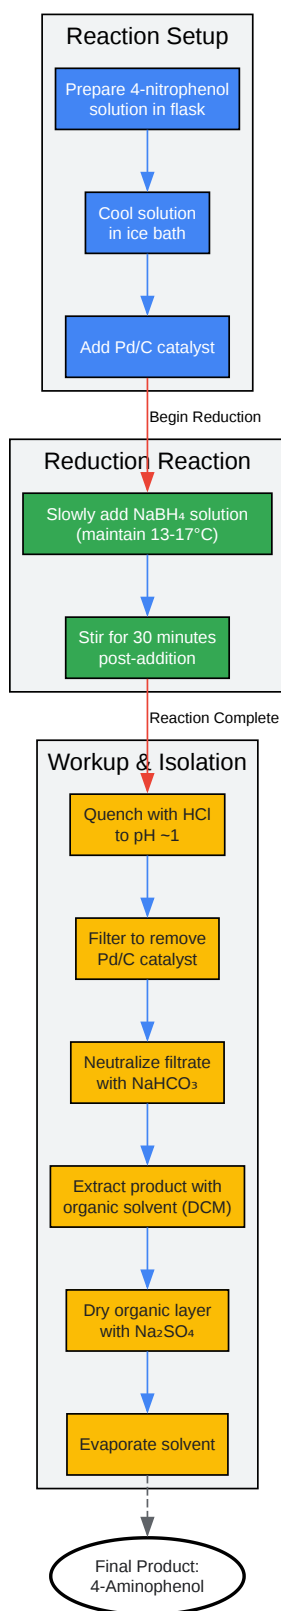 Reaction Setup
Prepare 4-nitrophenol
solution in flask
Cool solution
in ice bath
Add Pd/C catalyst
Begin Reduction
Reduction Reaction
Slowly add NaBH₄ solution
(maintain 13-17°C)
Stir for 30 minutes
post-addition
Reaction Complete
Workup & Isolation
Quench with HCl
to pH ~1
Filter to remove
Pd/C catalyst
Neutralize filtrate
with NaHCO₃
Extract product with
organic solvent (DCM)
Dry organic layer
with Na₂SO₄
Evaporate solvent
Final Product:
4-Aminophenol